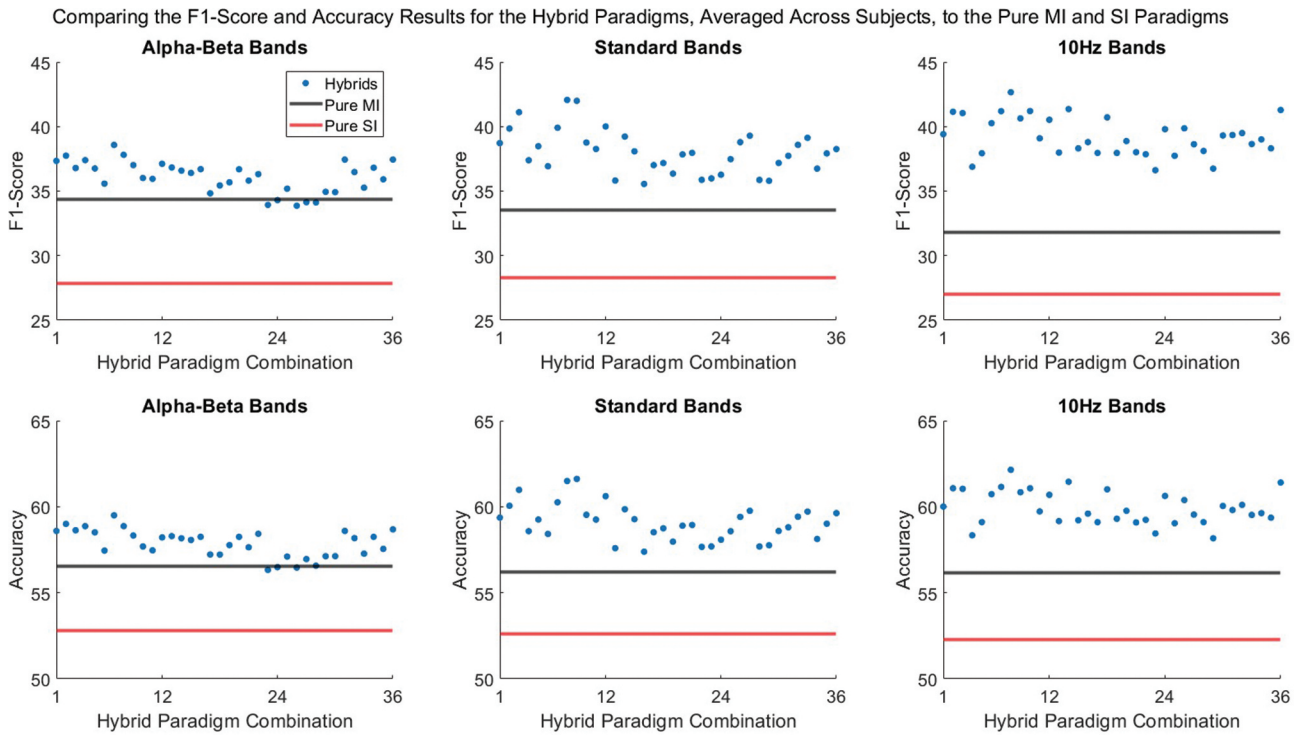 Comparing the F1-Score and Accuracy Results for the Hybrid Paradigms, Averaged Across Subjects, to the Pure MI and SI Paradigms
Alpha-Beta Bands
45
40
35
30
25
F1-Score
Hybrids
Pure MI
Pure SI
1 12 24 36
Hybrid Paradigm Combination
Standard Bands
45
40
35
30
25
F1-Score
1 12 24 36
Hybrid Paradigm Combination
10Hz Bands
45
40
35
30
25
F1-Score
1 12 24 36
Hybrid Paradigm Combination
Alpha-Beta Bands
65
60
55
50
Accuracy
1 12 24 36
Hybrid Paradigm Combination
Standard Bands
65
60
55
50
Accuracy
1 12 24 36
Hybrid Paradigm Combination
10Hz Bands
65
60
55
50
Accuracy
1 12 24 36
Hybrid Paradigm Combination